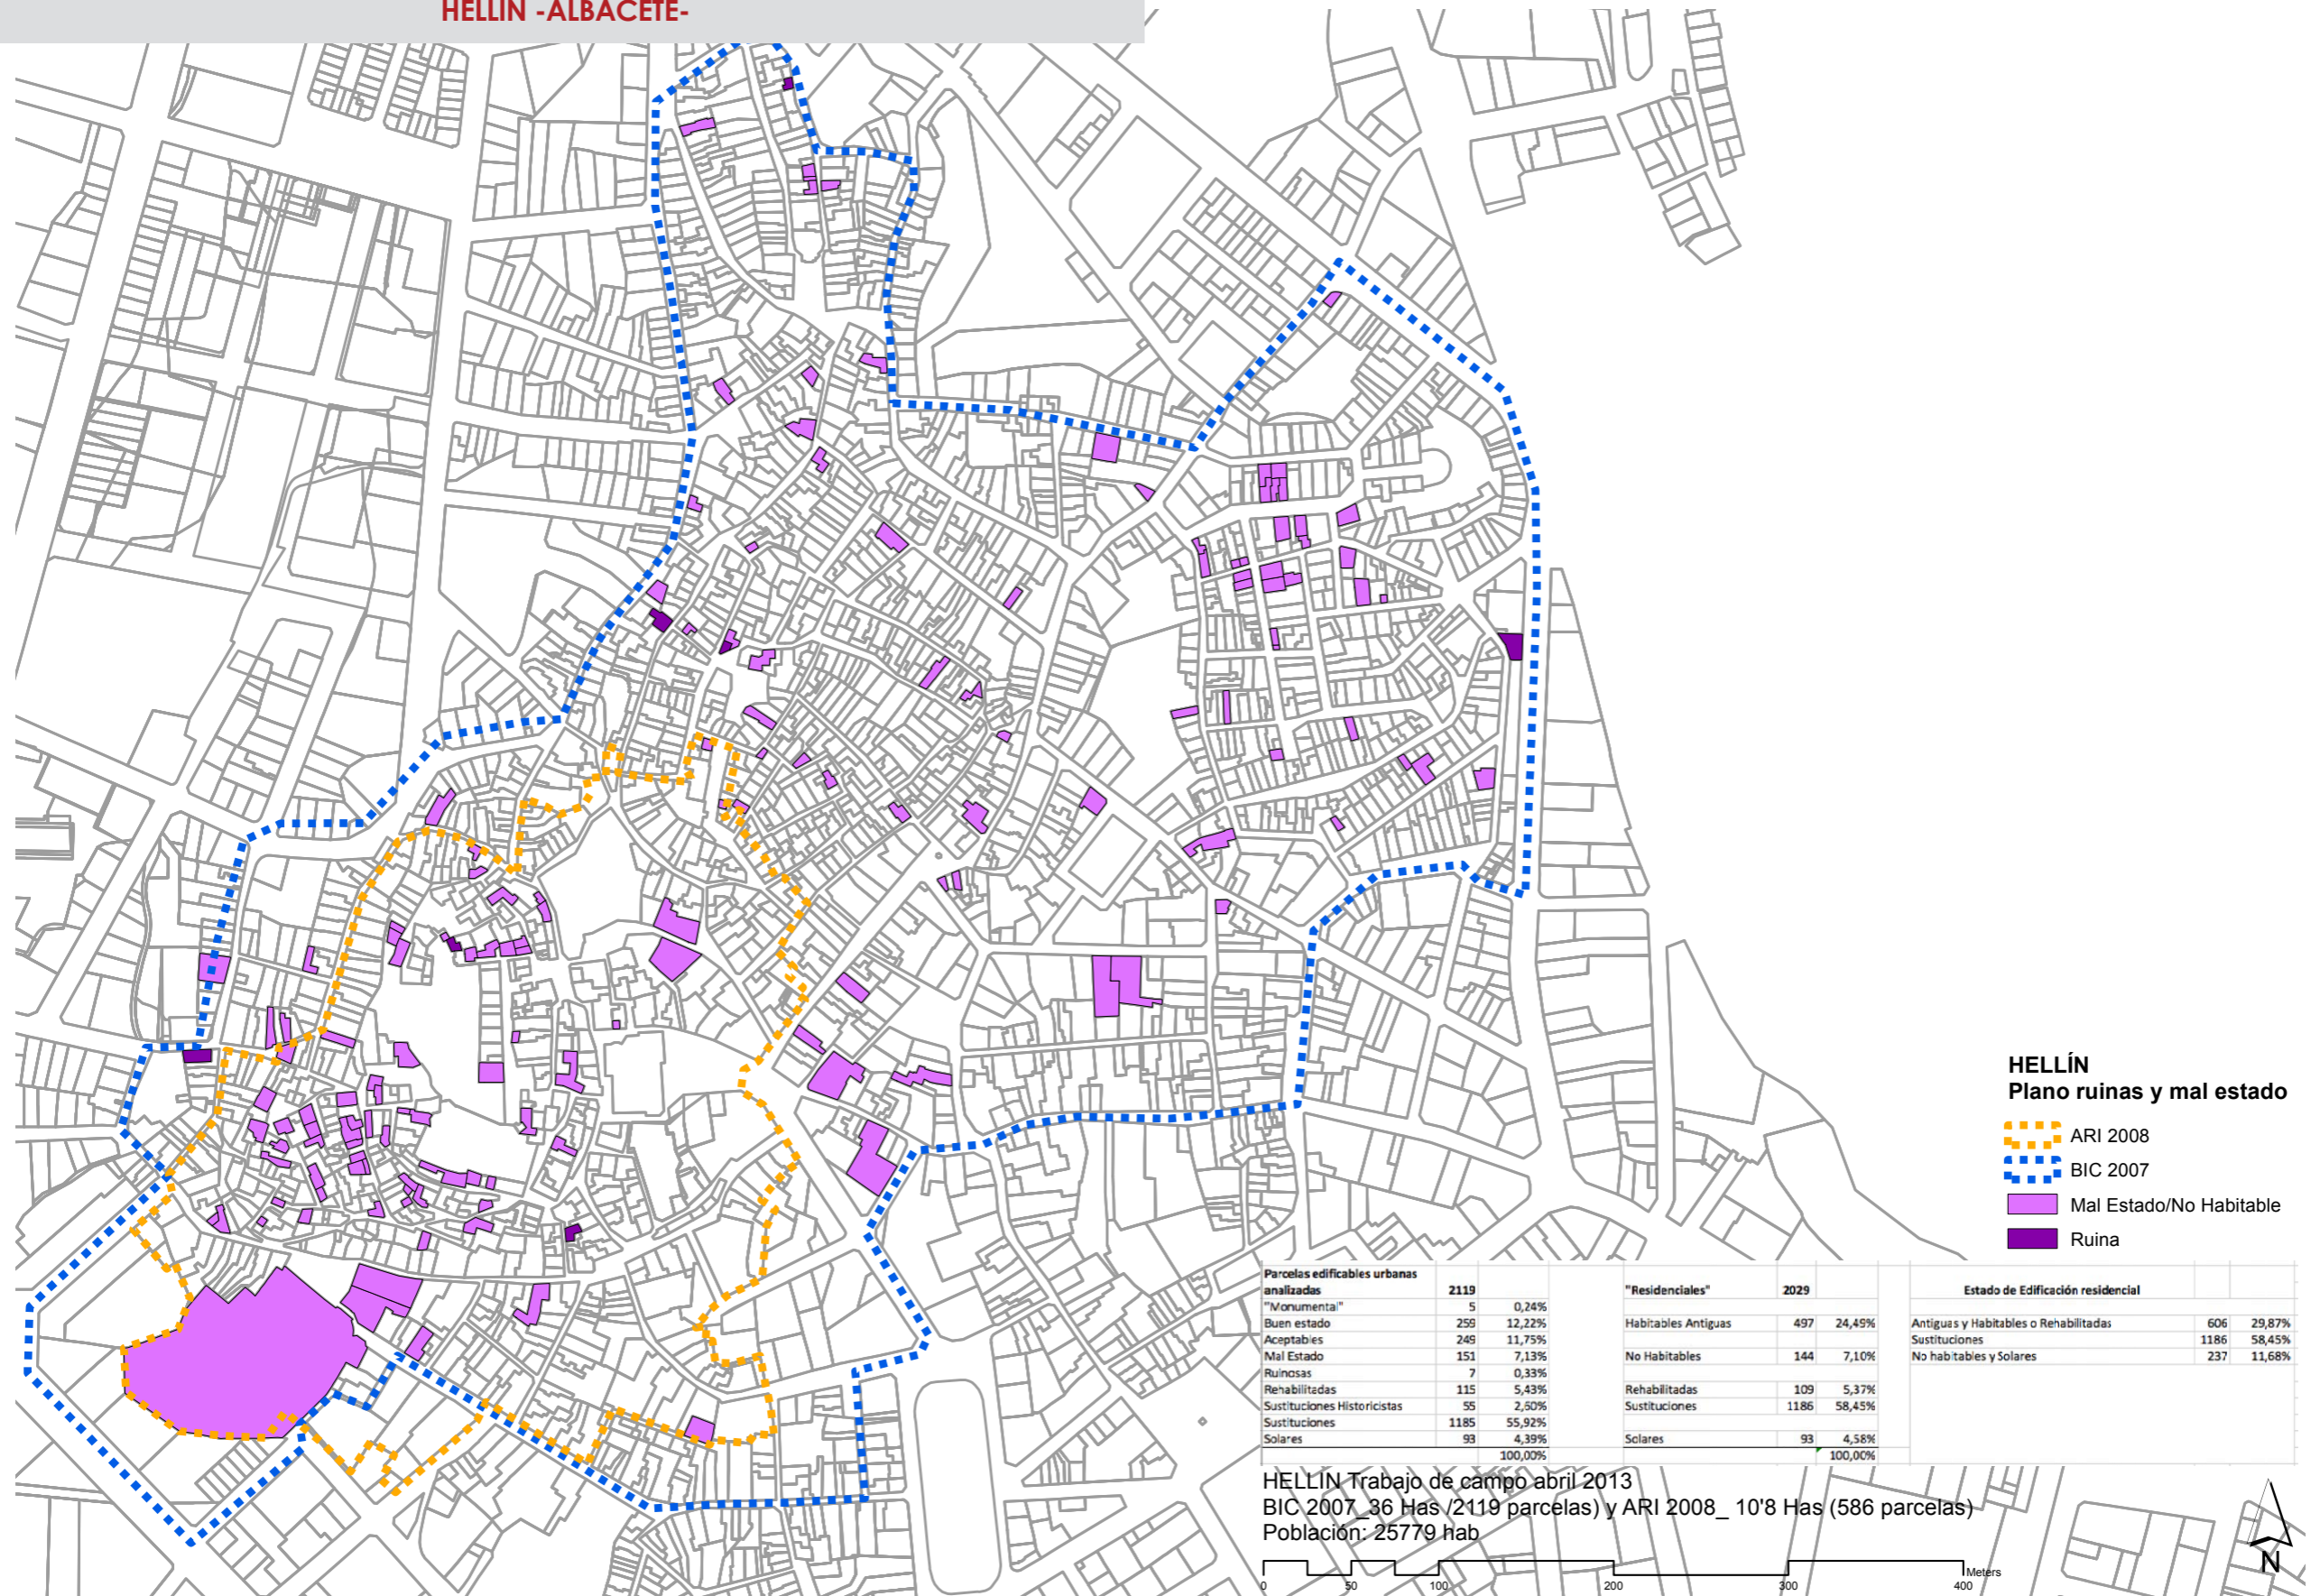 HELLIN -ALBACETE-
HELLÍN
Plano ruinas y mal estado
ARI 2008
BIC 2007
Mal Estado/No Habitable
Ruina
Parcelas edificables urbanas
analizadas 2119 "Residenciales" 2029 Estado de Edificación residencial
"Monumental" 5 0,24%
Buen estado 259 12,22% Habitables Antiguas 497 24,49% Antiguas y Habitables o Rehabilitadas 606 29,87%
Aceptables 249 11,75% Sustituciones 1186 58,45%
Mal Estado 151 7,13% No Habitables 144 7,10% No habitables y Solares 237 11,68%
Ruinosas 7 0,33%
Rehabilitadas 115 5,43% Rehabilitadas 109 5,37%
Sustituciones Historicistas 55 2,60% Sustituciones 1186 58,45%
Sustituciones 1185 55,92%
Solares 93 4,39% Solares 93 4,58%
100,00% 100,00%
HELLIN Trabajo de campo abril 2013
BIC 2007_36 Has /2119 parcelas) y ARI 2008_ 10'8 Has (586 parcelas)
Población: 25779 hab
Meters
0 50 100 200 300 400
N